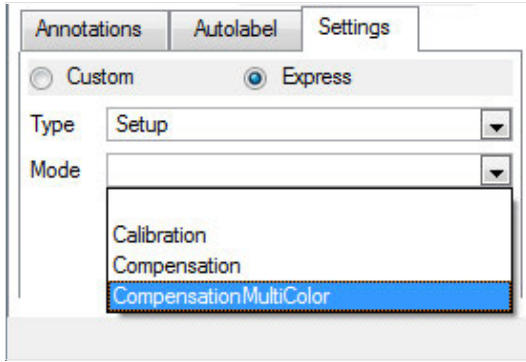 Annotations Autolabel Settings
Custom Express
Type Setup
Mode
Calibration
Compensation
CompensationMultiColor